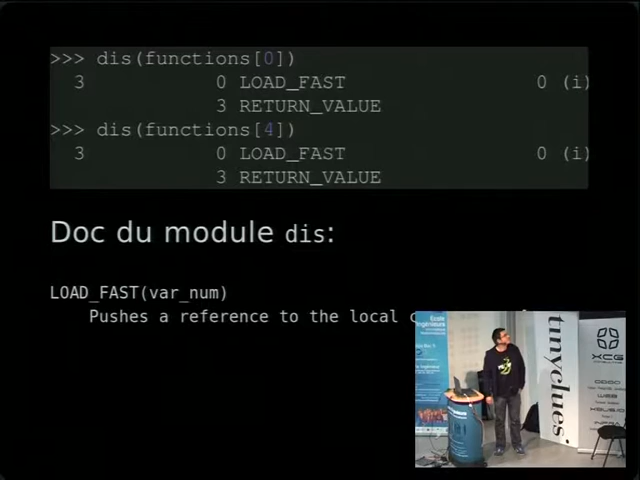 >>> dis(functions[0])
3 0 LOAD_FAST 0 (i)
3 RETURN_VALUE
>>> dis(functions[4])
3 0 LOAD_FAST 0 (i)
3 RETURN_VALUE
Doc du module dis:
LOAD_FAST(var_num)
Pushes a reference to the local
tinyclues
XCG